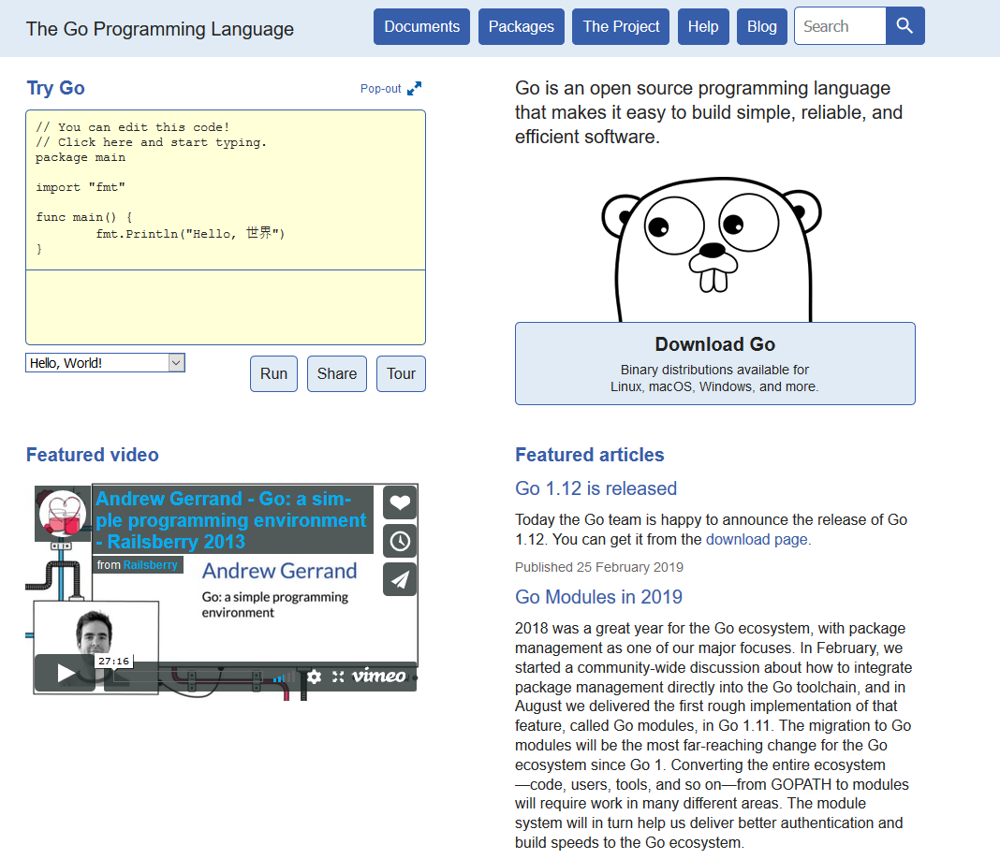 The Go Programming Language
Documents
Packages
The Project
Help
Blog
Search
Try Go
Pop-out
// You can edit this code!
// Click here and start typing.
package main
import "fmt"
func main() {
fmt.Println("Hello, 世界")
}
Hello, World!
Run
Share
Tour
Go is an open source programming language
that makes it easy to build simple, reliable, and
efficient software.
Download Go
Binary distributions available for
Linux, macOS, Windows, and more.
Featured video
Andrew Gerrand - Go: a sim-
ple programming environment
- Railsberry 2013
from Railsberry
Andrew Gerrand
Go: a simple programming
environment
27:16
vimeo
Featured articles
Go 1.12 is released
Today the Go team is happy to announce the release of Go
1.12. You can get it from the download page.
Published 25 February 2019
Go Modules in 2019
2018 was a great year for the Go ecosystem, with package
management as one of our major focuses. In February, we
started a community-wide discussion about how to integrate
package management directly into the Go toolchain, and in
August we delivered the first rough implementation of that
feature, called Go modules, in Go 1.11. The migration to Go
modules will be the most far-reaching change for the Go
ecosystem since Go 1. Converting the entire ecosystem
—code, users, tools, and so on—from GOPATH to modules
will require work in many different areas. The module
system will in turn help us deliver better authentication and
build speeds to the Go ecosystem.